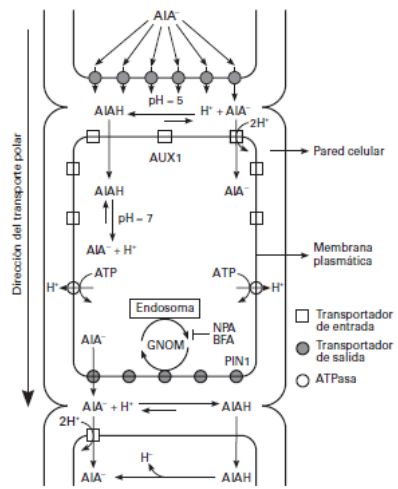 AIA⁻
pH = 5
AIAH
H⁺ + AIA⁻
2H⁺
AUX1
Pared celular
AIAH
AIA⁻
pH = 7
AIA⁻ + H⁺
Membrana
plasmática
Dirección del transporte polar
H⁺
ATP
ATP
H⁺
Endosoma
Transportador
de entrada
AIA⁻
GNOM
NPA
BFA
Transportador
de salida
PIN1
ATPasa
AIA⁻ + H⁺
AIAH
2H⁺
H⁻
AIA⁻
AIAH